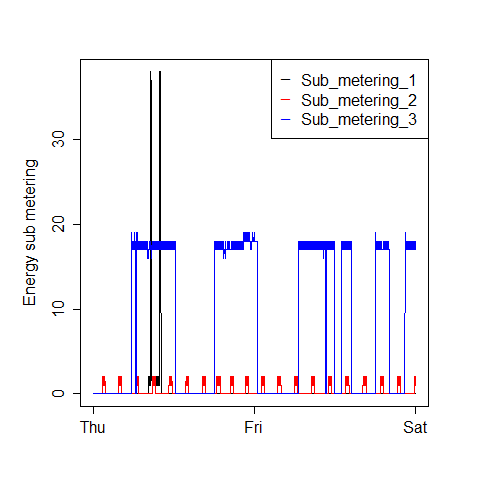 Sub_metering_1
Sub_metering_2
Sub_metering_3
Energy sub metering
30
20
10
0
Thu
Fri
Sat